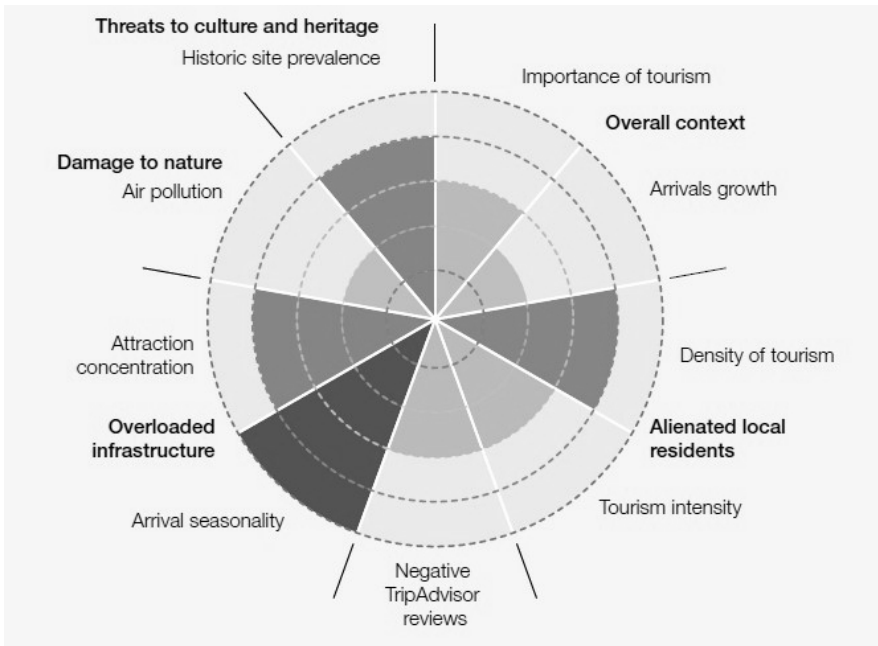 Threats to culture and heritage
Historic site prevalence
Importance of tourism
Overall context
Damage to nature
Air pollution
Arrivals growth
Attraction
concentration
Density of tourism
Overloaded
infrastructure
Alienated local
residents
Arrival seasonality
Tourism intensity
Negative
TripAdvisor
reviews